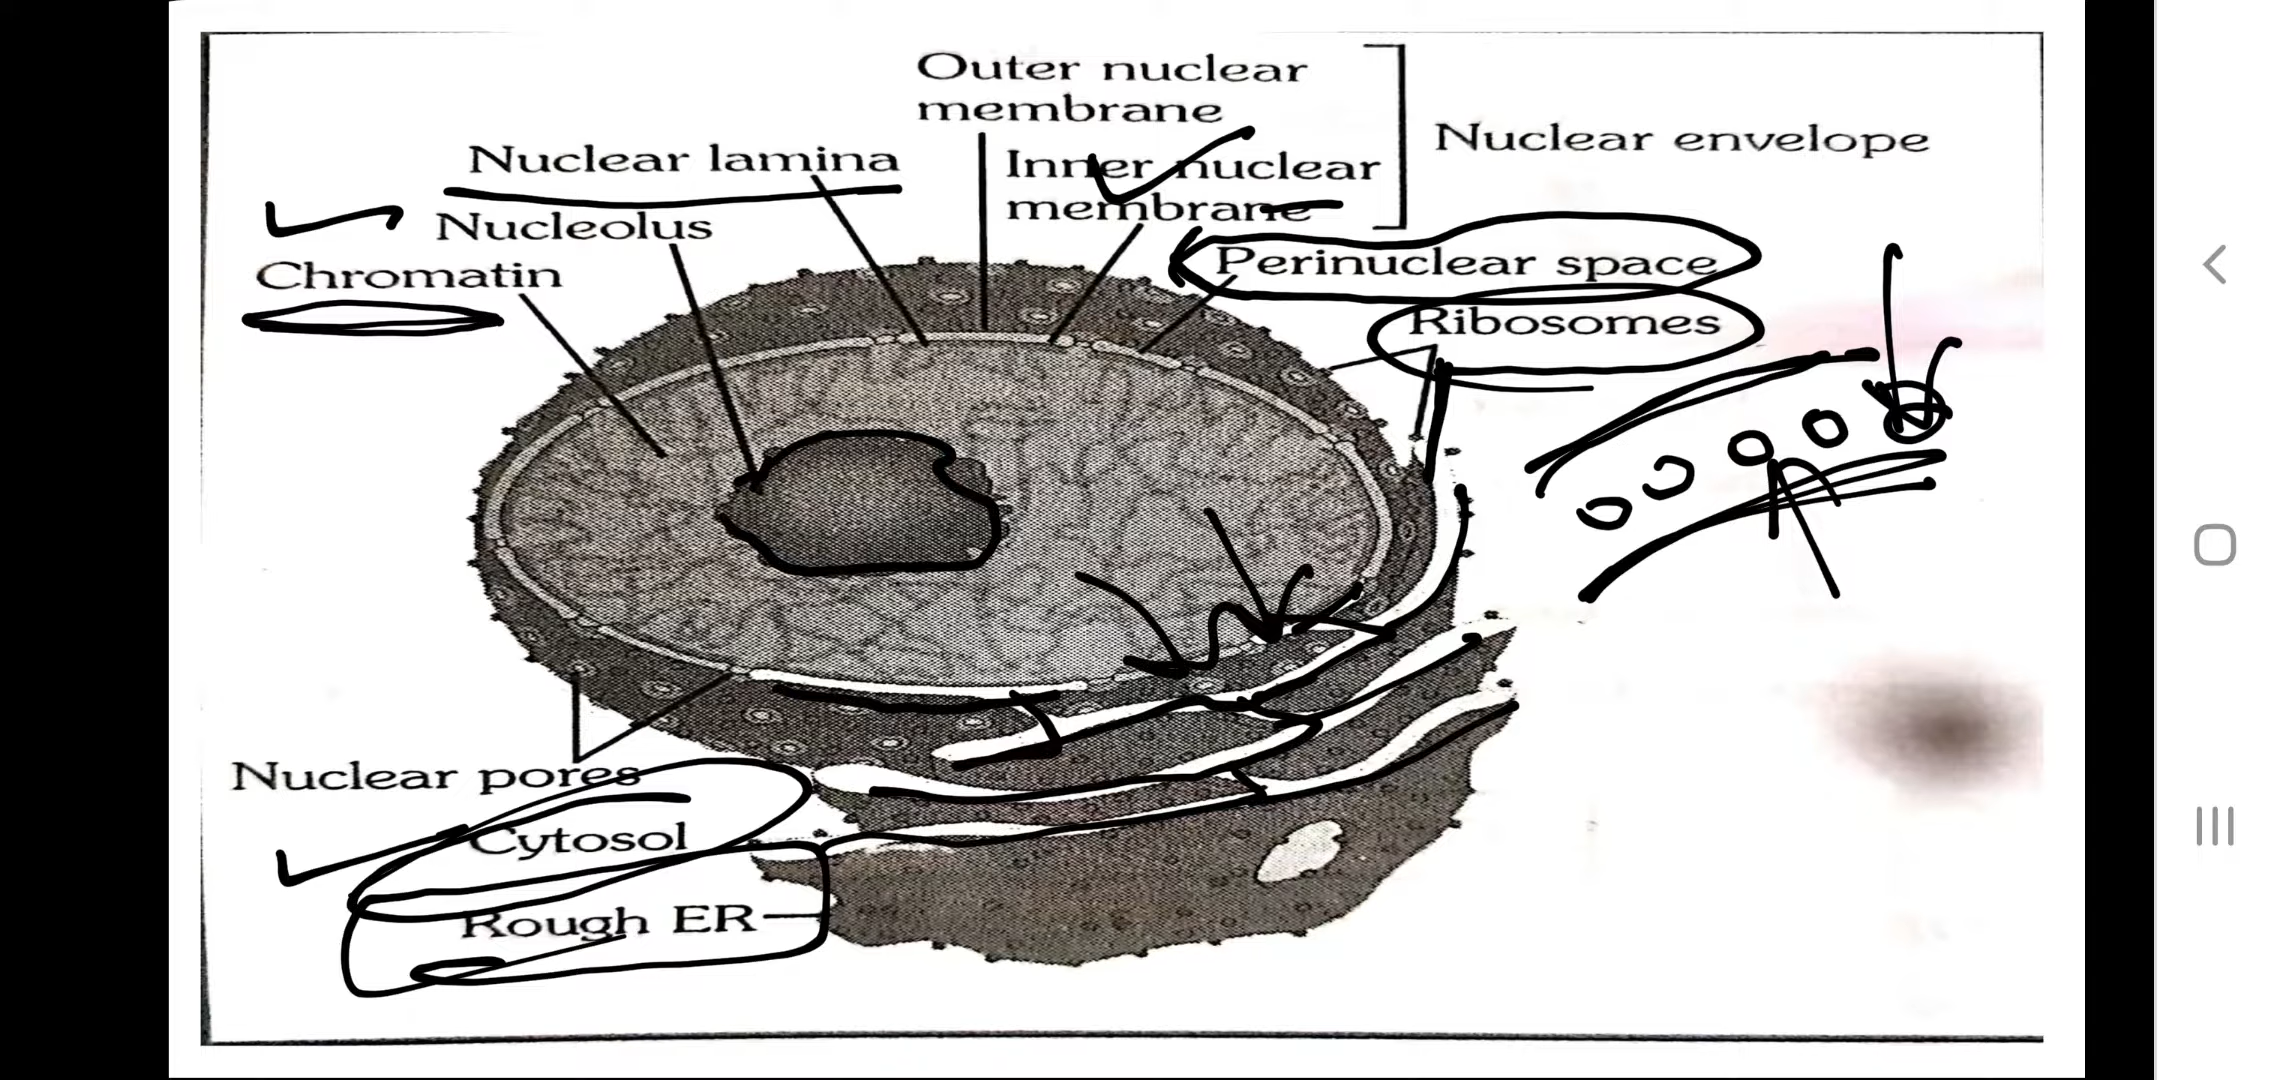 Outer nuclear
membrane
Nuclear envelope
Nuclear lamina
Inner nuclear
membrane
Nucleolus
Perinuclear space
Chromatin
Ribosomes
Nuclear pores
Cytosol
Rough ER